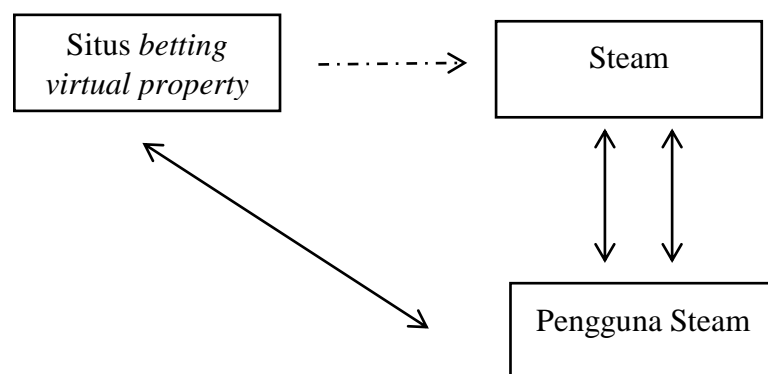 Situs betting
virtual property
Steam
Pengguna Steam